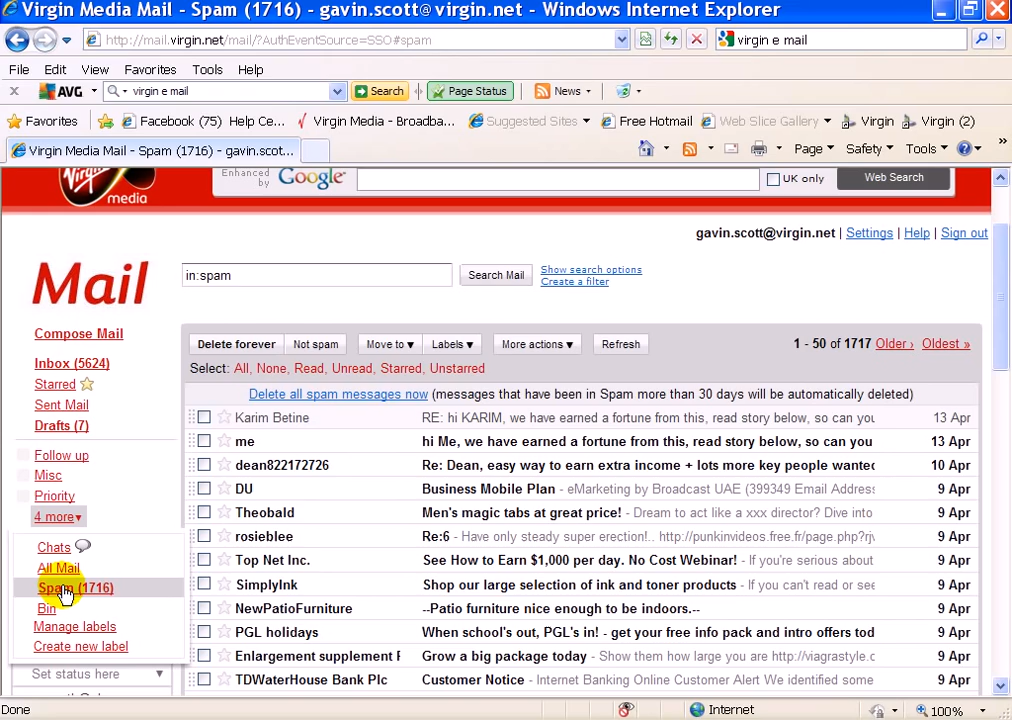 Virgin Media Mail - Spam (1716) - gavin.scott@virgin.net - Windows Internet Explorer
http://mail.virgin.net/mail/?AuthEventSource=SSO#spam
virgin e mail
File Edit View Favorites Tools Help
x AVG virgin e mail Search Page Status News
Favorites Facebook (75) Help Ce... Virgin Media - Broadba... Suggested Sites Free Hotmail Web Slice Gallery Virgin Virgin (2)
Virgin Media Mail - Spam (1716) - gavin.scot... Page Safety Tools »
media Enhanced by Google UK only Web Search
gavin.scott@virgin.net | Settings | Help | Sign out
Mail in:spam Search Mail Show search options
Create a filter
Compose Mail
Inbox (5624)
Starred
Sent Mail
Drafts (7)
Follow up
Misc
Priority
4 more▼
Chats
All Mail
Spam (1716)
Bin
Manage labels
Create new label
Set status here
Delete forever Not spam Move to ▼ Labels ▼ More actions ▼ Refresh 1 - 50 of 1717 Older › Oldest »
Select: All, None, Read, Unread, Starred, Unstarred
Delete all spam messages now (messages that have been in Spam more than 30 days will be automatically deleted)
Karim Betine RE: hi KARIM, we have earned a fortune from this, read story below, so can you 13 Apr
me hi Me, we have earned a fortune from this, read story below, so can you 13 Apr
dean822172726 Re: Dean, easy way to earn extra income + lots more key people wanted 10 Apr
DU Business Mobile Plan - eMarketing by Broadcast UAE (399349 Email Address 9 Apr
Theobald Men's magic tabs at great price! - Dream to act like a xxx director? Dive into 9 Apr
rosieblee Re:6 - Have only steady super erection!.. http://punkinvideos.free.fr/page.php?rj 9 Apr
Top Net Inc. See How to Earn $1,000 per day. No Cost Webinar! - If you're serious about 9 Apr
SimplyInk Shop our large selection of ink and toner products - If you can't read or see 9 Apr
NewPatioFurniture --Patio furniture nice enough to be indoors.-- 9 Apr
PGL holidays When school's out, PGL's in! - get your free info pack and intro offers tod 9 Apr
Enlargement supplement Grow a big package today - Show them how large you are http://viagrastyle.c 9 Apr
TDWaterHouse Bank Plc Customer Notice - Internet Banking Online Customer Alert We identified some 9 Apr
Done Internet 100%